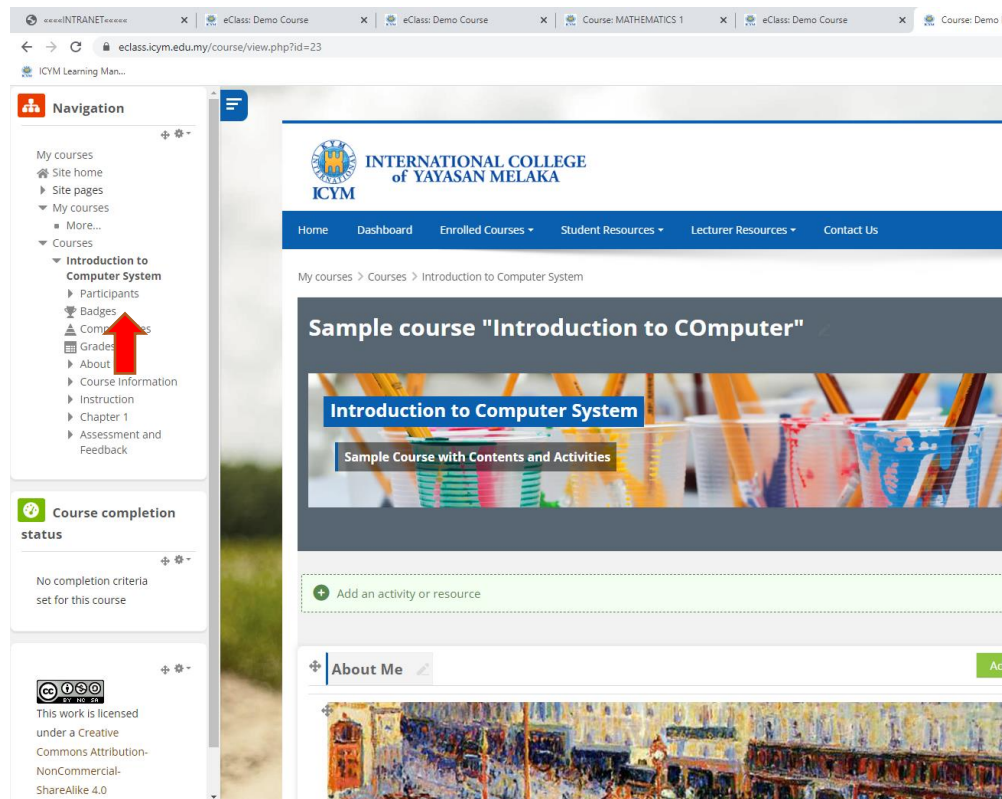 ««««INTRANET«««««
eClass: Demo Course
eClass: Demo Course
Course: MATHEMATICS 1
eClass: Demo Course
Course: Demo
eclass.icym.edu.my/course/view.php?id=23
ICYM Learning Man...
Navigation
My courses
Site home
Site pages
My courses
More...
Courses
Introduction to
Computer System
Participants
Badges
Grades
About
Course Information
Instruction
Chapter 1
Assessment and
Feedback
Course completion
status
No completion criteria
set for this course
CC
BY NC SA
This work is licensed
under a Creative
Commons Attribution-
NonCommercial-
ShareAlike 4.0
ICYM
INTERNATIONAL COLLEGE
of YAYASAN MELAKA
Home Dashboard Enrolled Courses Student Resources Lecturer Resources Contact Us
My courses > Courses > Introduction to Computer System
Sample course "Introduction to COmputer"
Introduction to Computer System
Sample Course with Contents and Activities
Add an activity or resource
About Me